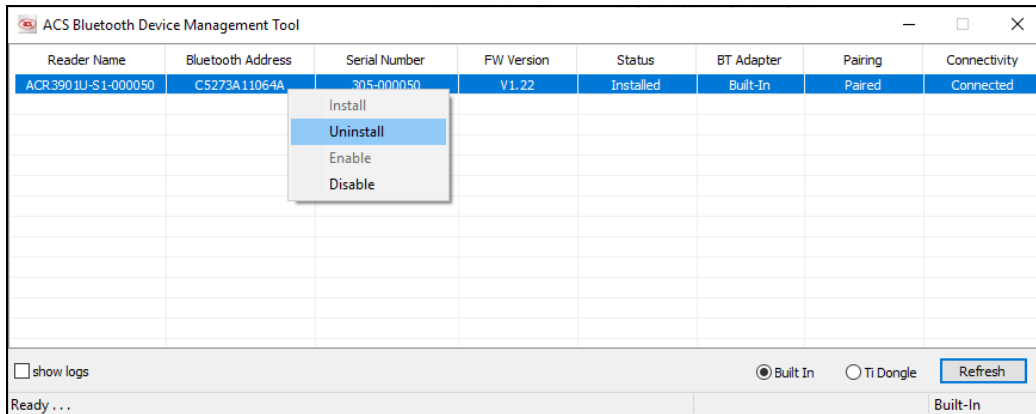 ACS Bluetooth Device Management Tool
Reader Name Bluetooth Address Serial Number FW Version Status BT Adapter Pairing Connectivity
ACR3901U-S1-000050 C5273A11064A 305-000050 V1.22 Installed Built-In Paired Connected
Install
Uninstall
Enable
Disable
show logs Built In Ti Dongle Refresh
Ready . . . Built-In